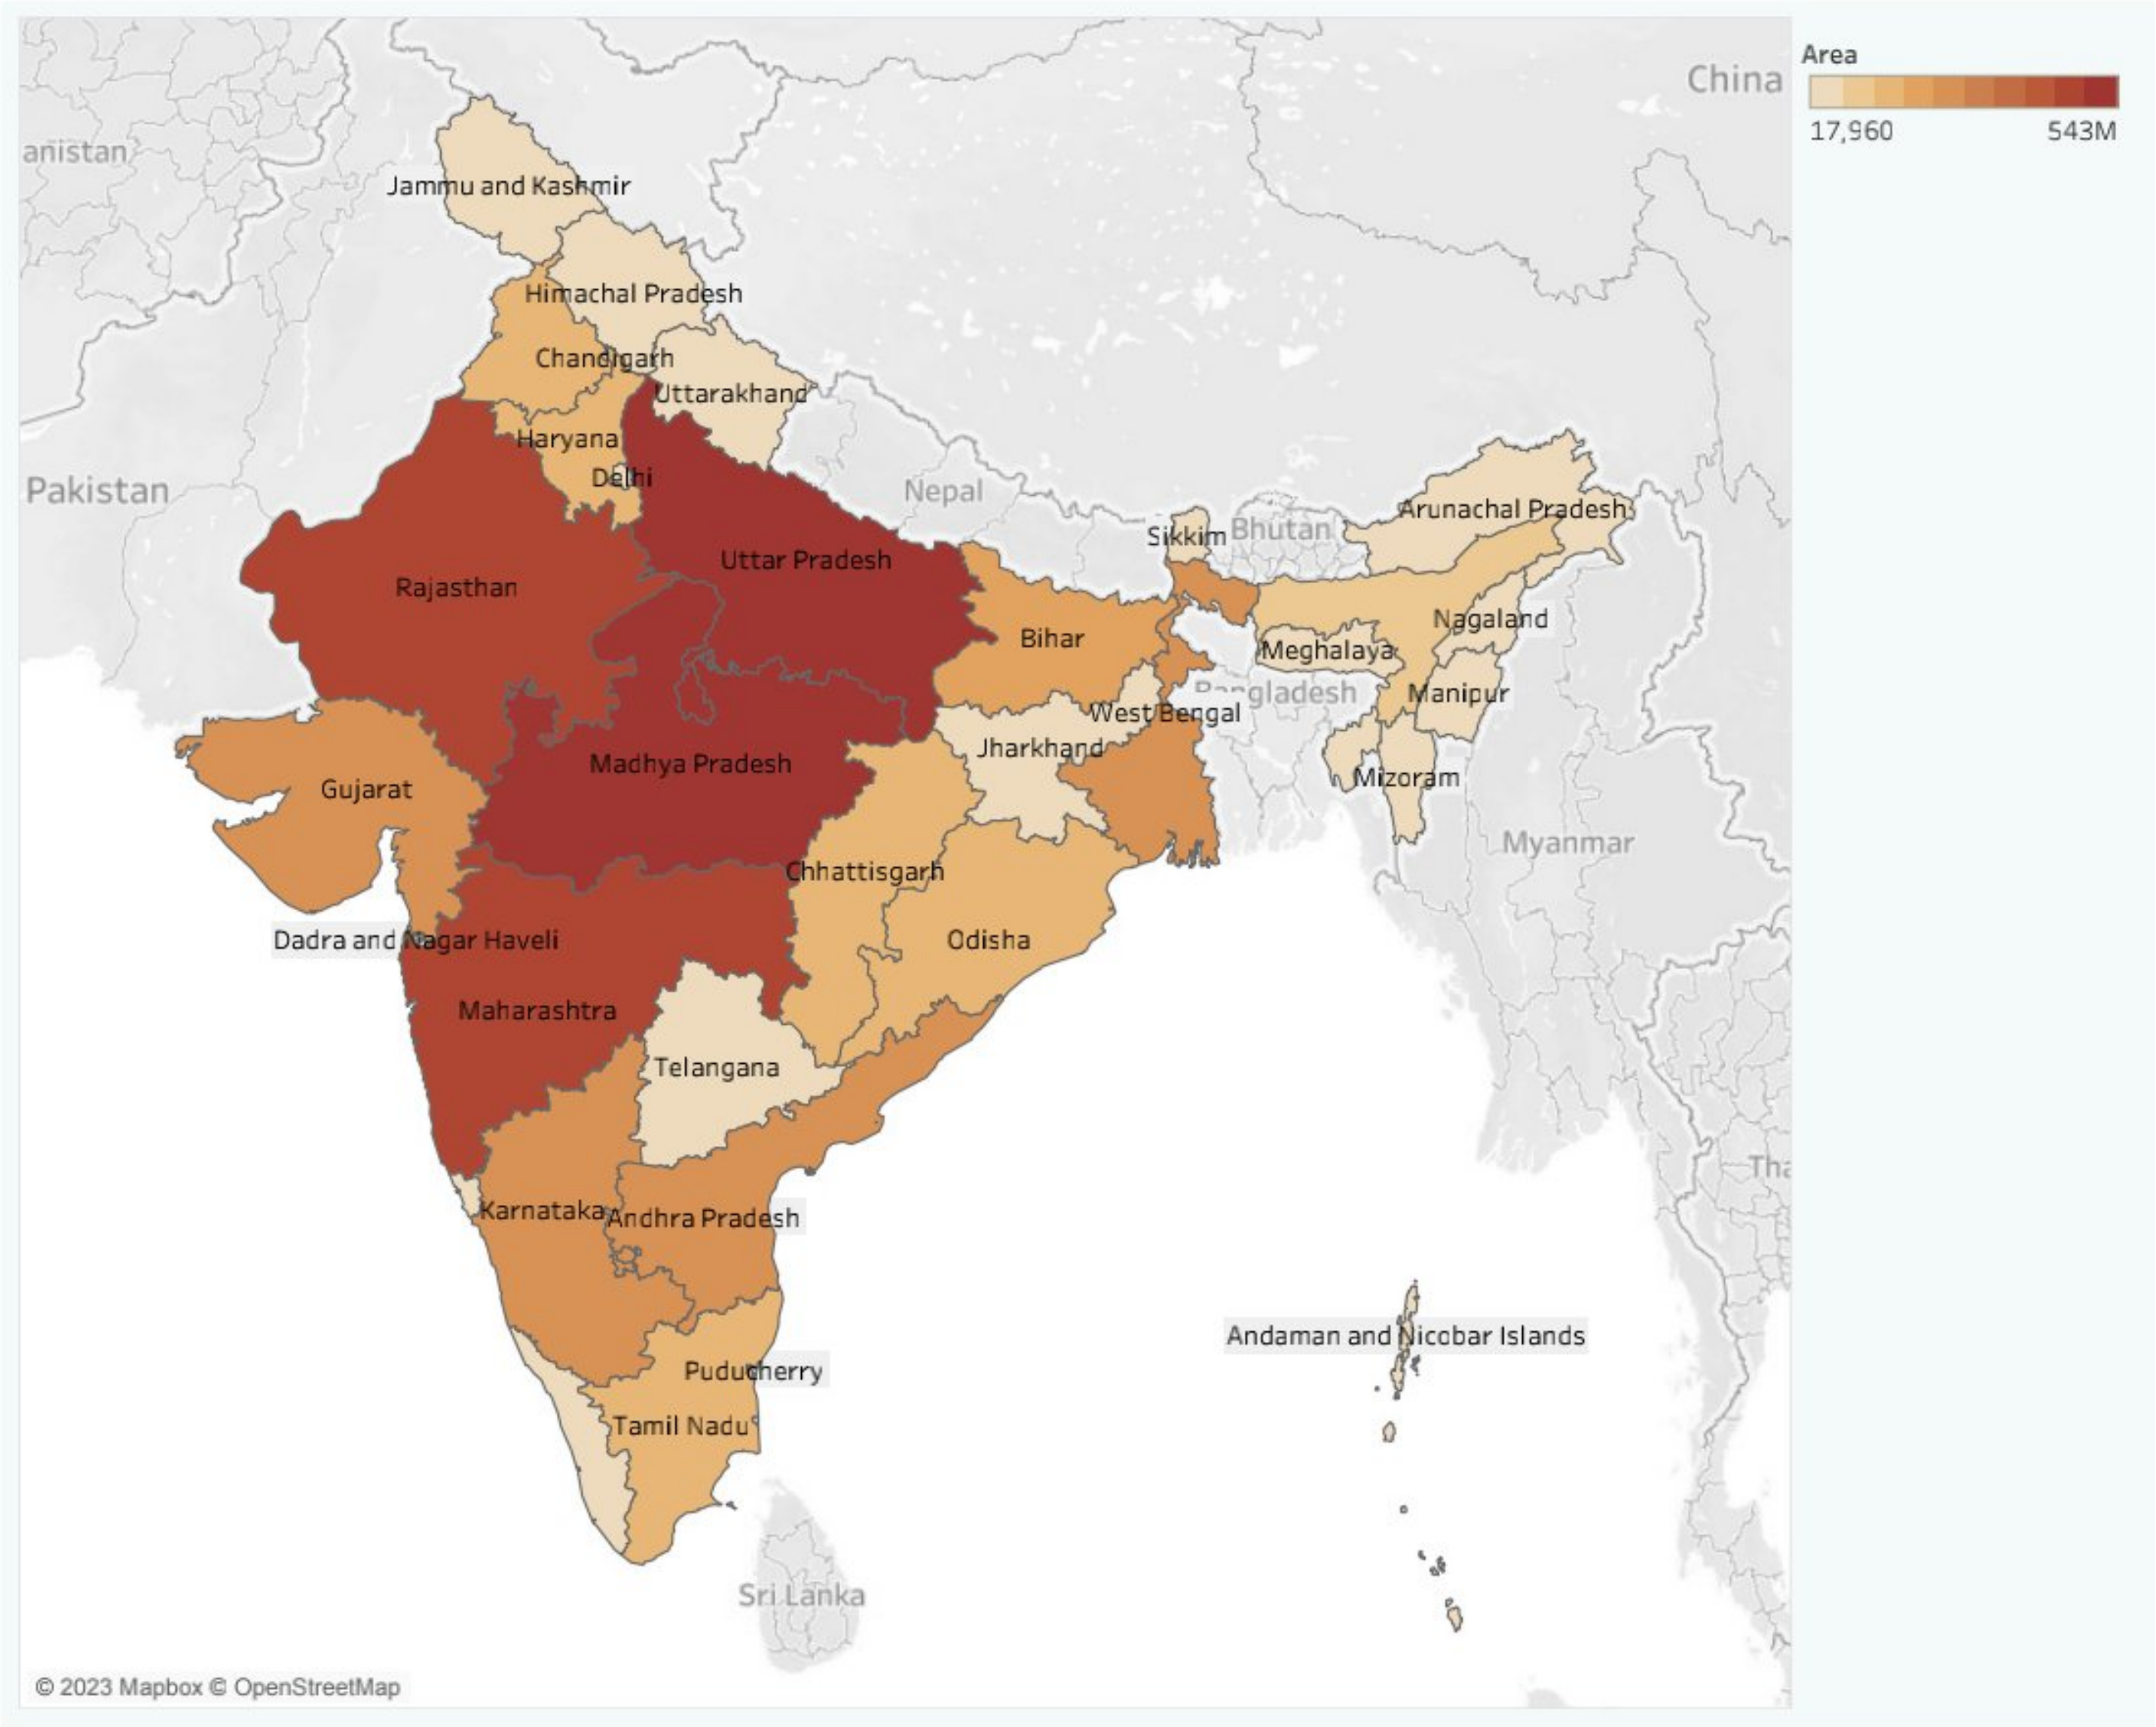 Area
China
17,960
543M
anistan
Jammu and Kashmir
Himachal Pradesh
Chandigarh
Uttarakhand
Haryana
Delhi
Pakistan
Nepal
Arunachal Pradesh
Sikkim
Bhutan
Uttar Pradesh
Rajasthan
Nagaland
Bihar
Meghalaya
Bangladesh
Manipur
West Bengal
Jharkhand
Madhya Pradesh
Mizoram
Gujarat
Myanmar
Chhattisgarh
Dadra and Nagar Haveli
Odisha
Maharashtra
Telangana
Tha
Karnataka
Andhra Pradesh
Andaman and Nicobar Islands
Puducherry
Tamil Nadu
Sri Lanka
© 2023 Mapbox © OpenStreetMap